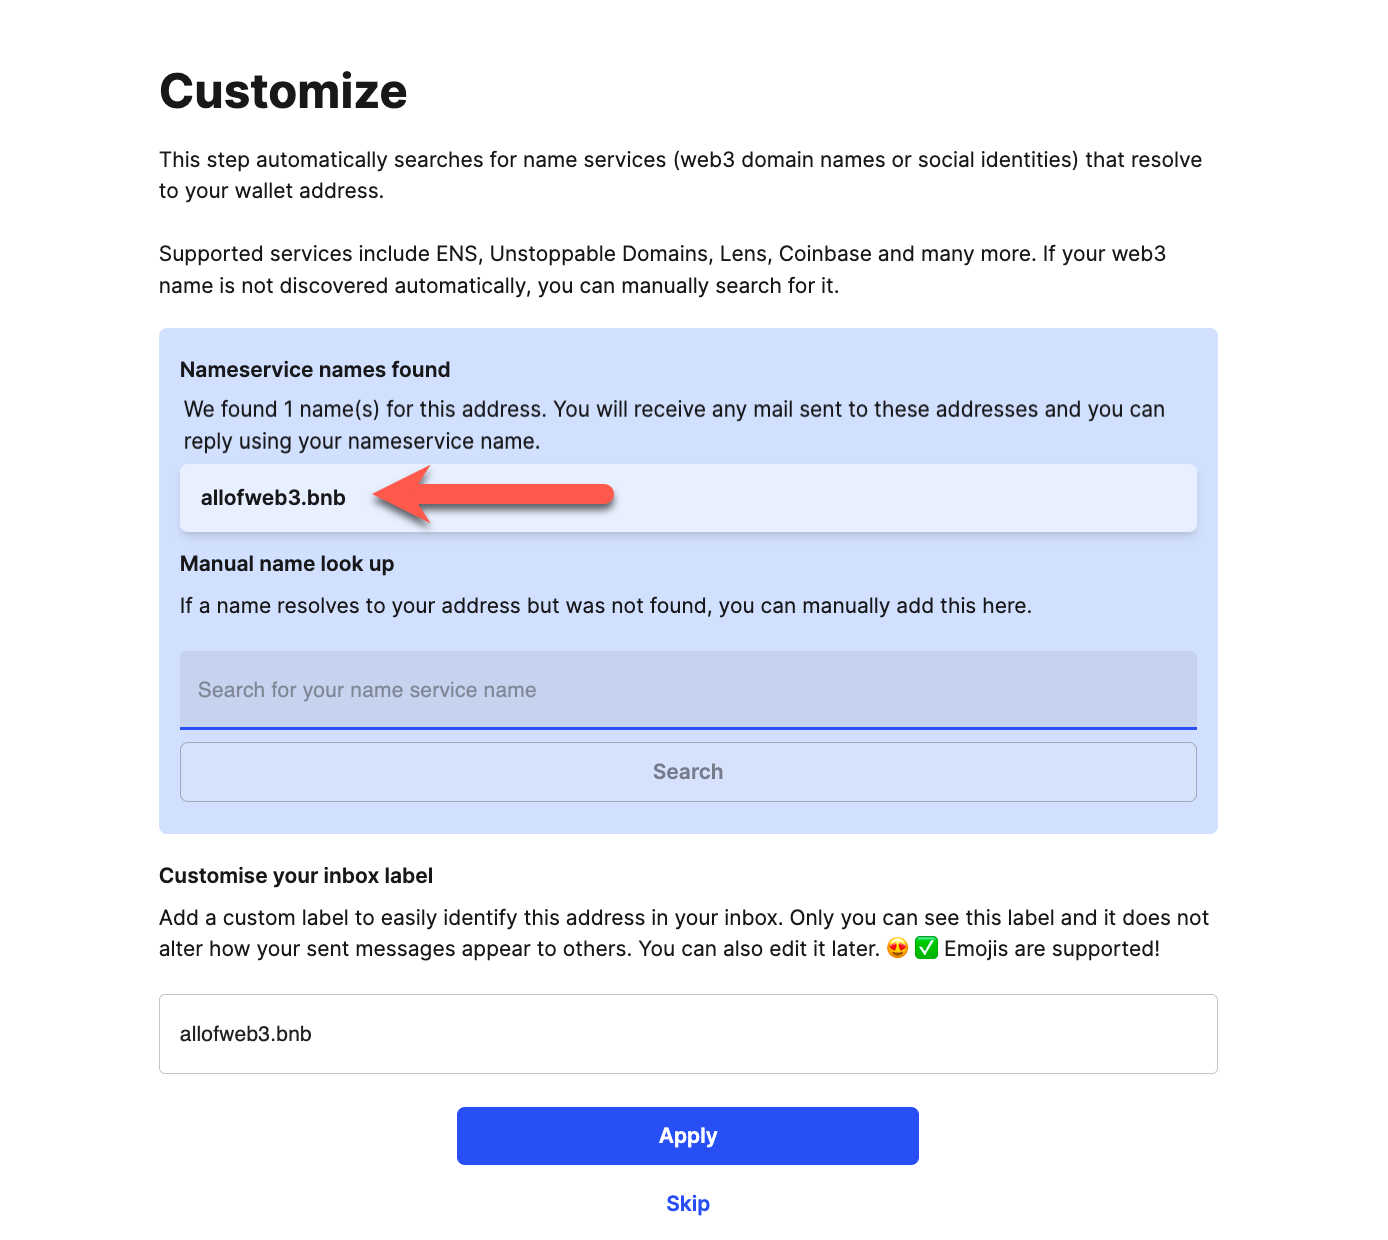 Customize
This step automatically searches for name services (web3 domain names or social identities) that resolve
to your wallet address.
Supported services include ENS, Unstoppable Domains, Lens, Coinbase and many more. If your web3
name is not discovered automatically, you can manually search for it.
Nameservice names found
We found 1 name(s) for this address. You will receive any mail sent to these addresses and you can
reply using your nameservice name.
allofweb3.bnb
Manual name look up
If a name resolves to your address but was not found, you can manually add this here.
Search for your name service name
Search
Customise your inbox label
Add a custom label to easily identify this address in your inbox. Only you can see this label and it does not
alter how your sent messages appear to others. You can also edit it later. 😍 ✅ Emojis are supported!
allofweb3.bnb
Apply
Skip